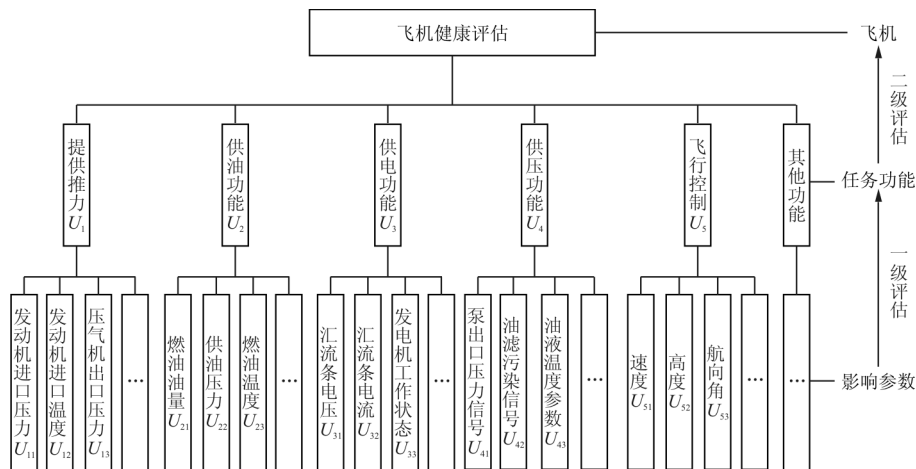 飞机健康评估
飞机
二级评估
提供推力U₁
供油功能U₂
供电功能U₃
供压功能U₄
飞行控制U₅
其他功能
任务功能
一级评估
发动机进口压力U₁₁
发动机进口温度U₁₂
压气机出口压力U₁₃
…
燃油油量U₂₁
供油压力U₂₂
燃油温度U₂₃
…
汇流条电压U₃₁
汇流条电流U₃₂
发电机工作状态U₃₃
…
泵出口压力信号U₄₁
油滤污染信号U₄₂
油液温度参数U₄₃
…
速度U₅₁
高度U₅₂
航向角U₅₃
…
…
影响参数